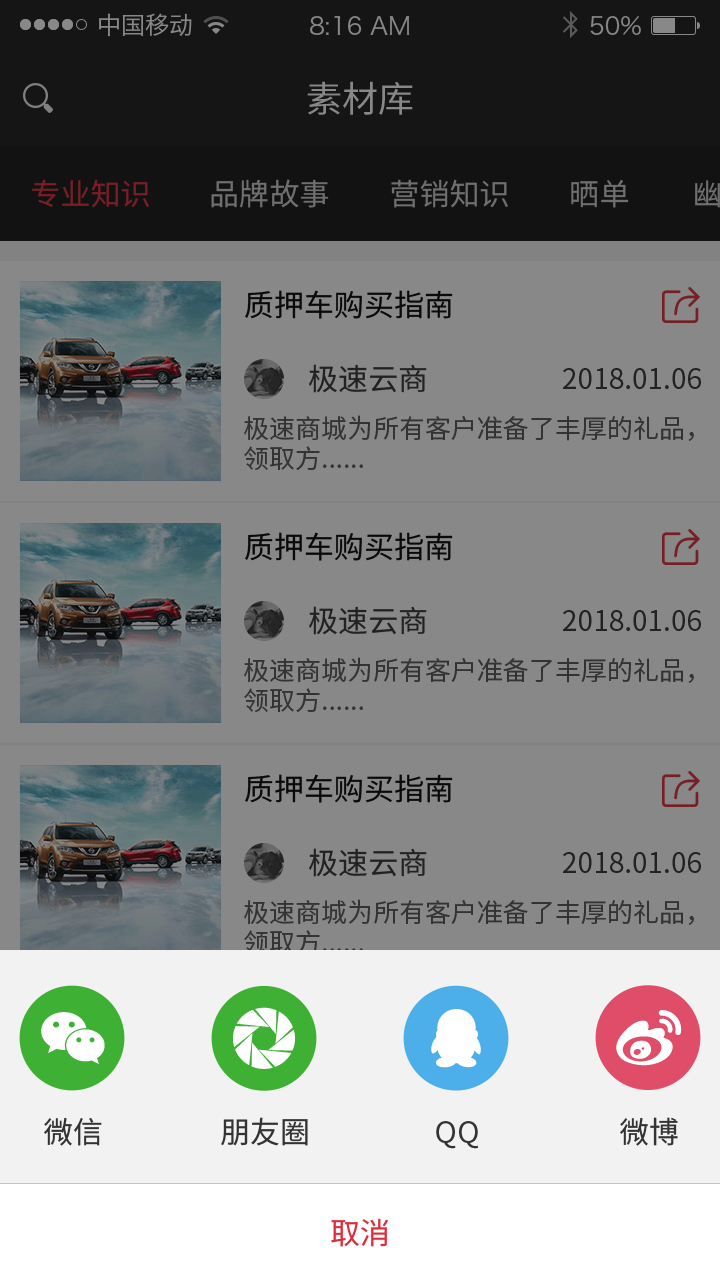 中国移动 8:16 AM 50%
素材库
专业知识 品牌故事 营销知识 晒单 幽
质押车购买指南
极速云商 2018.01.06
极速商城为所有客户准备了丰厚的礼品，
领取方......
质押车购买指南
极速云商 2018.01.06
极速商城为所有客户准备了丰厚的礼品，
领取方......
质押车购买指南
极速云商 2018.01.06
极速商城为所有客户准备了丰厚的礼品，
领取方......
微信 朋友圈 QQ 微博
取消